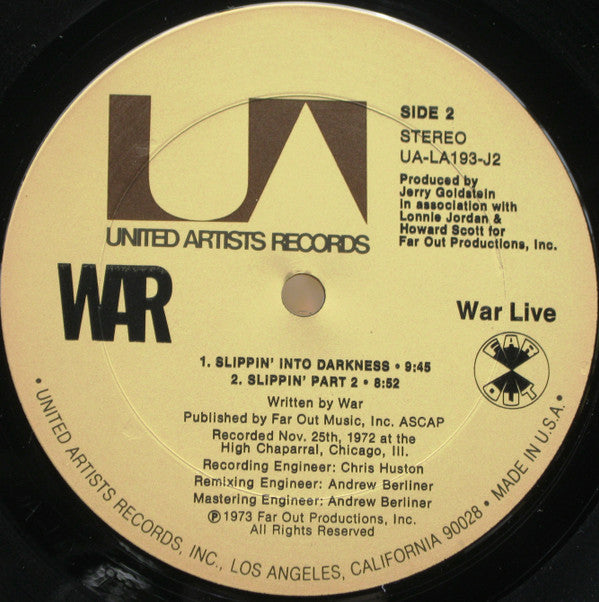 UA
UNITED ARTISTS RECORDS
SIDE 2
STEREO
UA-LA193-J2
Produced by
Jerry Goldstein
in association with
Lonnie Jordan &
Howard Scott for
Far Out Productions, Inc.
WAR
War Live
FAR
OUT
1. SLIPPIN' INTO DARKNESS • 9:45
2. SLIPPIN' PART 2 • 8:52
Written by War
Published by Far Out Music, Inc. ASCAP
Recorded Nov. 25th, 1972 at the
High Chaparral, Chicago, Ill.
Recording Engineer: Chris Huston
Remixing Engineer: Andrew Berliner
Mastering Engineer: Andrew Berliner
℗ 1973 Far Out Productions, Inc.
All Rights Reserved
• UNITED ARTISTS RECORDS, INC., LOS ANGELES, CALIFORNIA 90028 • MADE IN U.S.A. •